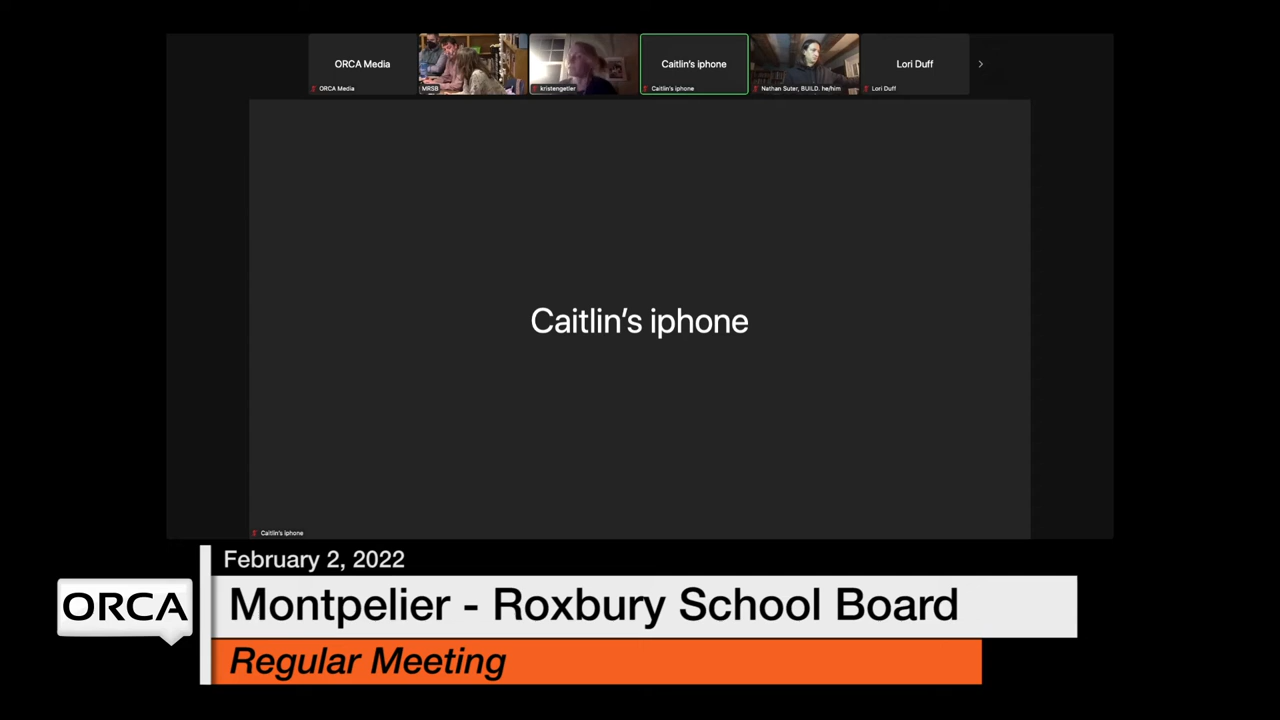 ORCA Media
Caitlin's iphone
Lori Duff
ORCA Media
MRSB
kristengetler
Caitlin's iphone
Nathan Suter, BUILD. he/him
Lori Duff
Caitlin's iphone
Caitlin's iphone
February 2, 2022
ORCA
Montpelier - Roxbury School Board
Regular Meeting